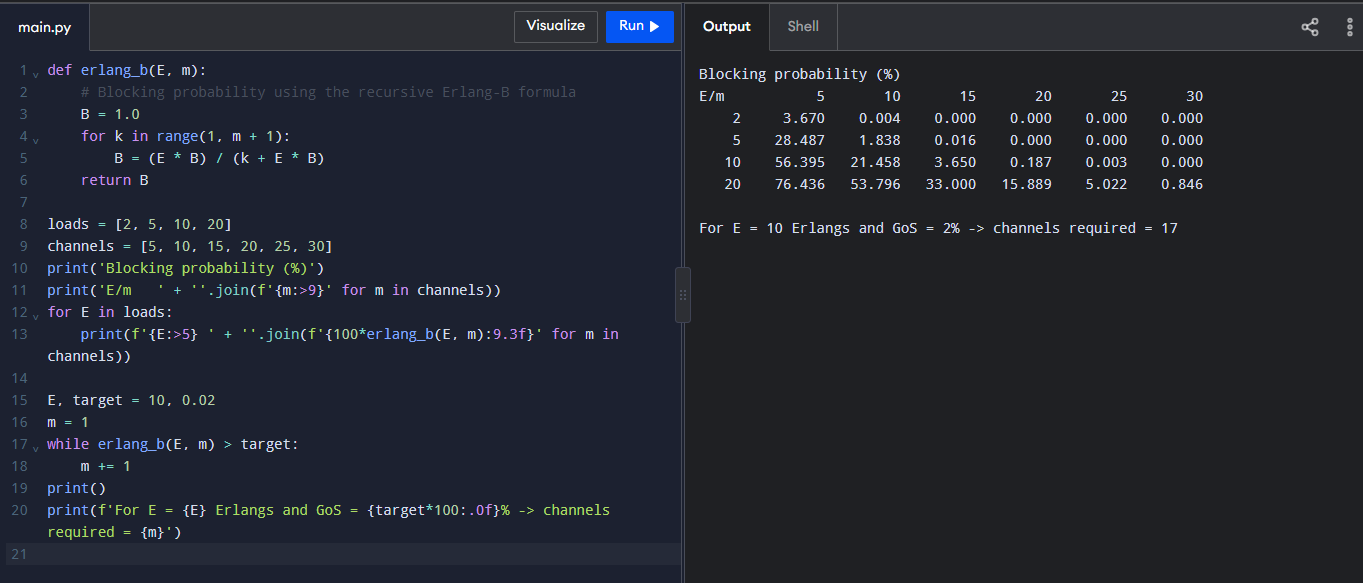 main.py
Visualize
Run
1 def erlang_b(E, m):
2     # Blocking probability using the recursive Erlang-B formula
3     B = 1.0
4     for k in range(1, m + 1):
5         B = (E * B) / (k + E * B)
6     return B
7
8 loads = [2, 5, 10, 20]
9 channels = [5, 10, 15, 20, 25, 30]
10 print('Blocking probability (%)')
11 print('E/m   ' + ''.join(f'{m:>9}' for m in channels))
12 for E in loads:
13     print(f'{E:>5} ' + ''.join(f'{100*erlang_b(E, m):9.3f}' for m in
channels))
14
15 E, target = 10, 0.02
16 m = 1
17 while erlang_b(E, m) > target:
18     m += 1
19 print()
20 print(f'For E = {E} Erlangs and GoS = {target*100:.0f}% -> channels
required = {m}')
21
Output
Shell
Blocking probability (%)
E/m           5       10       15       20       25       30
    2     3.670    0.004    0.000    0.000    0.000    0.000
    5    28.487    1.838    0.016    0.000    0.000    0.000
   10    56.395   21.458    3.650    0.187    0.003    0.000
   20    76.436   53.796   33.000   15.889    5.022    0.846
For E = 10 Erlangs and GoS = 2% -> channels required = 17